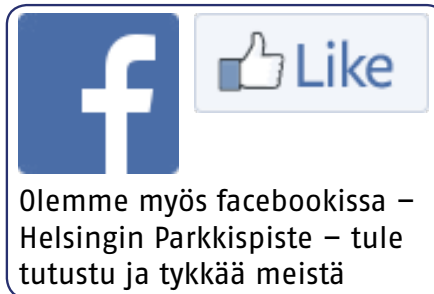 f
Like
Olemme myös facebookissa –
Helsingin Parkkispiste – tule
tutustu ja tykkää meistä